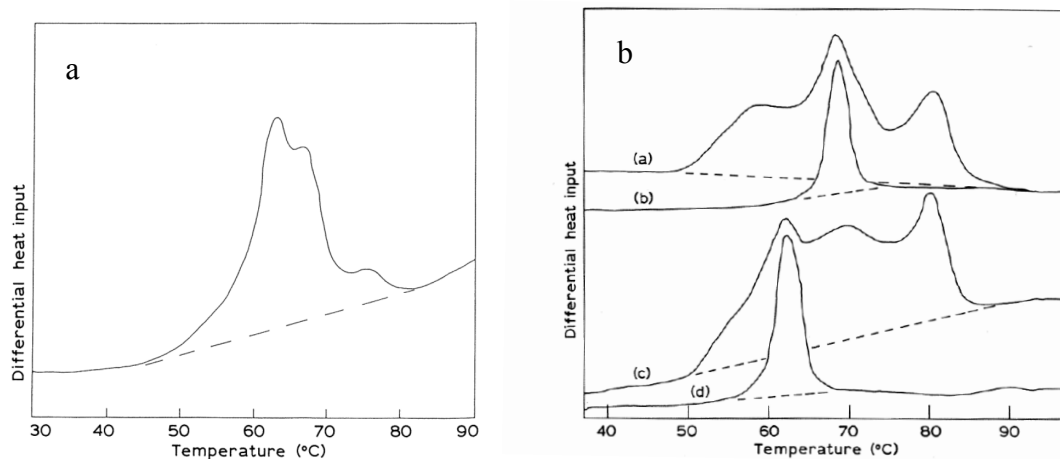 a
Differential heat input
30 40 50 60 70 80 90
Temperature (°C)
b
(a)
(b)
(c)
(d)
Differential heat input
40 50 60 70 80 90
Temperature (°C)